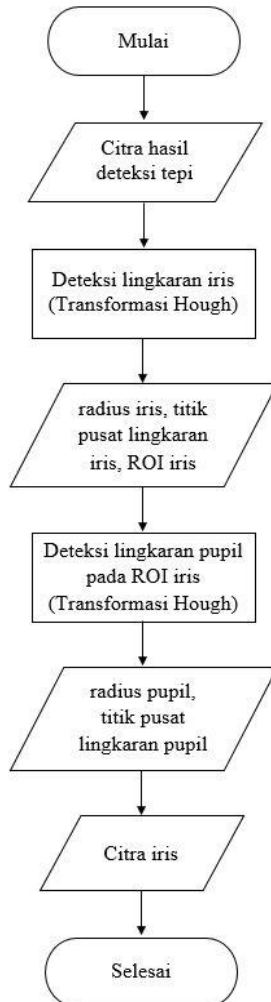 Mulai
Citra hasil
deteksi tepi
Deteksi lingkaran iris
(Transformasi Hough)
radius iris, titik
pusat lingkaran
iris, ROI iris
Deteksi lingkaran pupil
pada ROI iris
(Transformasi Hough)
radius pupil,
titik pusat
lingkaran pupil
Citra iris
Selesai